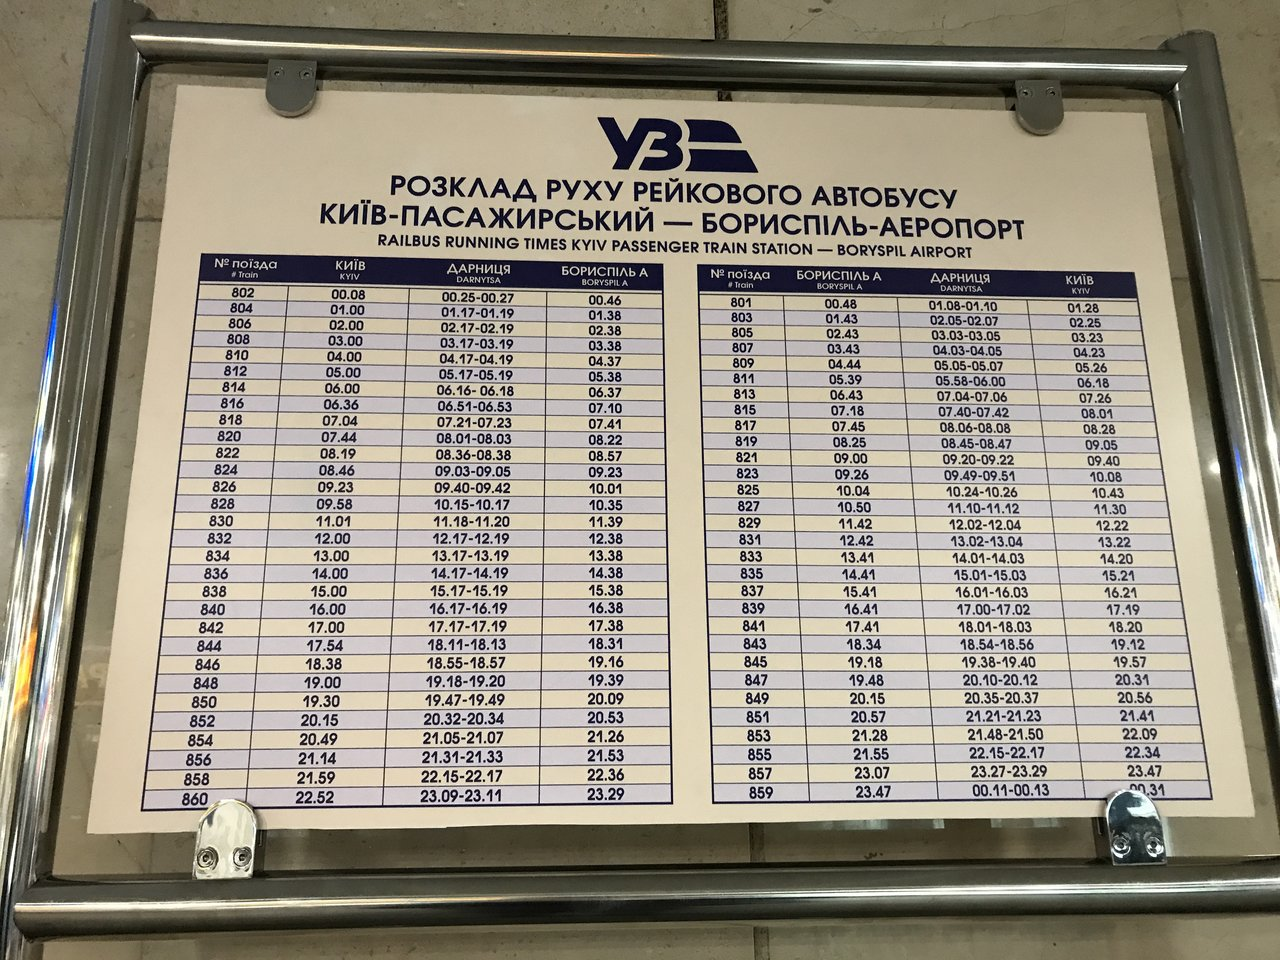 УЗ
РОЗКЛАД РУХУ РЕЙКОВОГО АВТОБУСУ
КИЇВ-ПАСАЖИРСЬКИЙ — БОРИСПІЛЬ-АЕРОПОРТ
RAILBUS RUNNING TIMES KYIV PASSENGER TRAIN STATION — BORYSPIL AIRPORT
№ поїзда КИЇВ ДАРНИЦЯ БОРИСПІЛЬ А
# Train KYIV DARNYTSA BORYSPIL A
802 00.08 00.25-00.27 00.46
804 01.00 01.17-01.19 01.38
806 02.00 02.17-02.19 02.38
808 03.00 03.17-03.19 03.38
810 04.00 04.17-04.19 04.37
812 05.00 05.17-05.19 05.38
814 06.00 06.16- 06.18 06.37
816 06.36 06.51-06.53 07.10
818 07.04 07.21-07.23 07.41
820 07.44 08.01-08.03 08.22
822 08.19 08.36-08.38 08.57
824 08.46 09.03-09.05 09.23
826 09.23 09.40-09.42 10.01
828 09.58 10.15-10.17 10.35
830 11.01 11.18-11.20 11.39
832 12.00 12.17-12.19 12.38
834 13.00 13.17-13.19 13.38
836 14.00 14.17-14.19 14.38
838 15.00 15.17-15.19 15.38
840 16.00 16.17-16.19 16.38
842 17.00 17.17-17.19 17.38
844 17.54 18.11-18.13 18.31
846 18.38 18.55-18.57 19.16
848 19.00 19.18-19.20 19.39
850 19.30 19.47-19.49 20.09
852 20.15 20.32-20.34 20.53
854 20.49 21.05-21.07 21.26
856 21.14 21.31-21.33 21.53
858 21.59 22.15-22.17 22.36
860 22.52 23.09-23.11 23.29
№ поїзда БОРИСПІЛЬ А ДАРНИЦЯ КИЇВ
# Train BORYSPIL A DARNYTSA KYIV
801 00.48 01.08-01.10 01.28
803 01.43 02.05-02.07 02.25
805 02.43 03.03-03.05 03.23
807 03.43 04.03-04.05 04.23
809 04.44 05.05-05.07 05.26
811 05.39 05.58-06.00 06.18
813 06.43 07.04-07.06 07.26
815 07.18 07.40-07.42 08.01
817 07.45 08.06-08.08 08.28
819 08.25 08.45-08.47 09.05
821 09.00 09.20-09.22 09.40
823 09.26 09.49-09.51 10.08
825 10.04 10.24-10.26 10.43
827 10.50 11.10-11.12 11.30
829 11.42 12.02-12.04 12.22
831 12.42 13.02-13.04 13.22
833 13.41 14.01-14.03 14.20
835 14.41 15.01-15.03 15.21
837 15.41 16.01-16.03 16.21
839 16.41 17.00-17.02 17.19
841 17.41 18.01-18.03 18.20
843 18.34 18.54-18.56 19.12
845 19.18 19.38-19.40 19.57
847 19.48 20.10-20.12 20.31
849 20.15 20.35-20.37 20.56
851 20.57 21.21-21.23 21.41
853 21.28 21.48-21.50 22.09
855 21.55 22.15-22.17 22.34
857 23.07 23.27-23.29 23.47
859 23.47 00.11-00.13 00.31